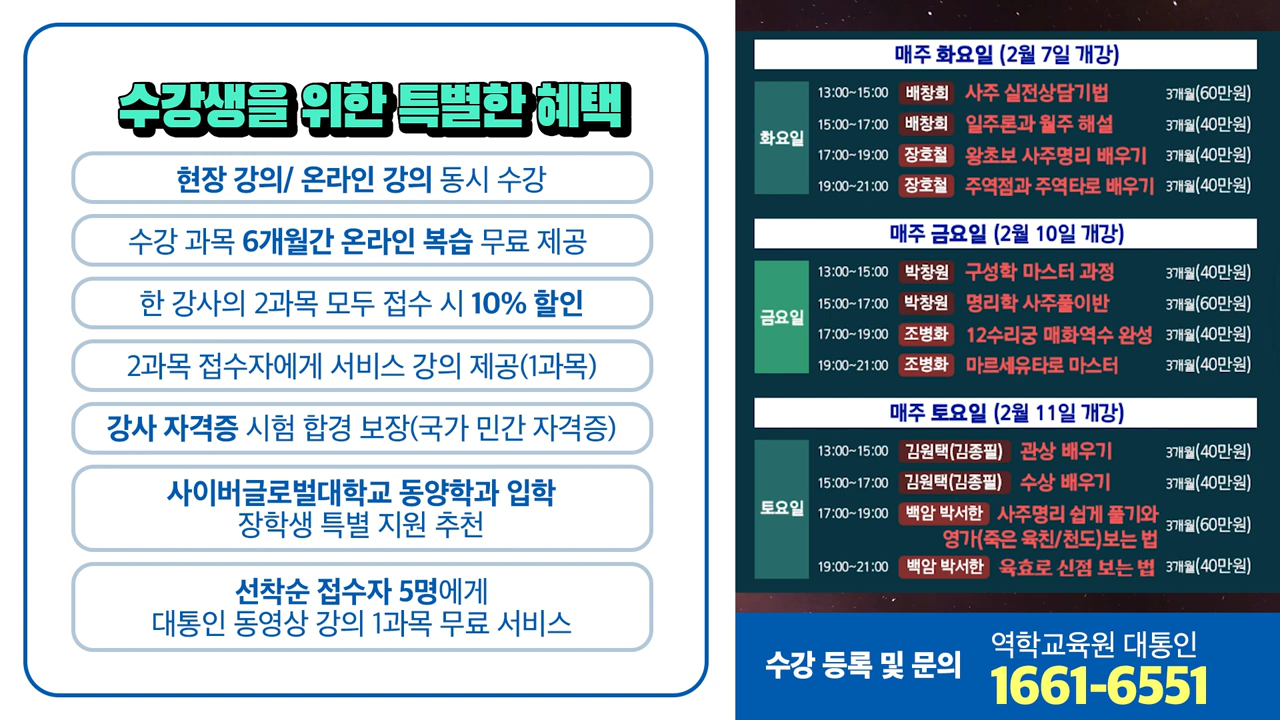 수강생을 위한 특별한 혜택
현장 강의/ 온라인 강의 동시 수강
수강 과목 6개월간 온라인 복습 무료 제공
한 강사의 2과목 모두 접수 시 10% 할인
2과목 접수자에게 서비스 강의 제공(1과목)
강사 자격증 시험 합경 보장(국가 민간 자격증)
사이버글로벌대학교 동양학과 입학
장학생 특별 지원 추천
선착순 접수자 5명에게
대통인 동영상 강의 1과목 무료 서비스
매주 화요일 (2월 7일 개강)
화요일
13:00~15:00 배창희 사주 실전상담기법 3개월(60만원)
15:00~17:00 배창희 일주론과 월주 해설 3개월(40만원)
17:00~19:00 장호철 왕초보 사주명리 배우기 3개월(40만원)
19:00~21:00 장호철 주역점과 주역타로 배우기 3개월(40만원)
매주 금요일 (2월 10일 개강)
금요일
13:00~15:00 박창원 구성학 마스터 과정 3개월(40만원)
15:00~17:00 박창원 명리학 사주풀이반 3개월(60만원)
17:00~19:00 조병화 12수리궁 매화역수 완성 3개월(40만원)
19:00~21:00 조병화 마르세유타로 마스터 3개월(40만원)
매주 토요일 (2월 11일 개강)
토요일
13:00~15:00 김원택(김종필) 관상 배우기 3개월(40만원)
15:00~17:00 김원택(김종필) 수상 배우기 3개월(40만원)
17:00~19:00 백암 박서한 사주명리 쉽게 풀기와
영가(죽은 육친/천도)보는 법 3개월(60만원)
19:00~21:00 백암 박서한 육효로 신점 보는 법 3개월(40만원)
수강 등록 및 문의
역학교육원 대통인
1661-6551